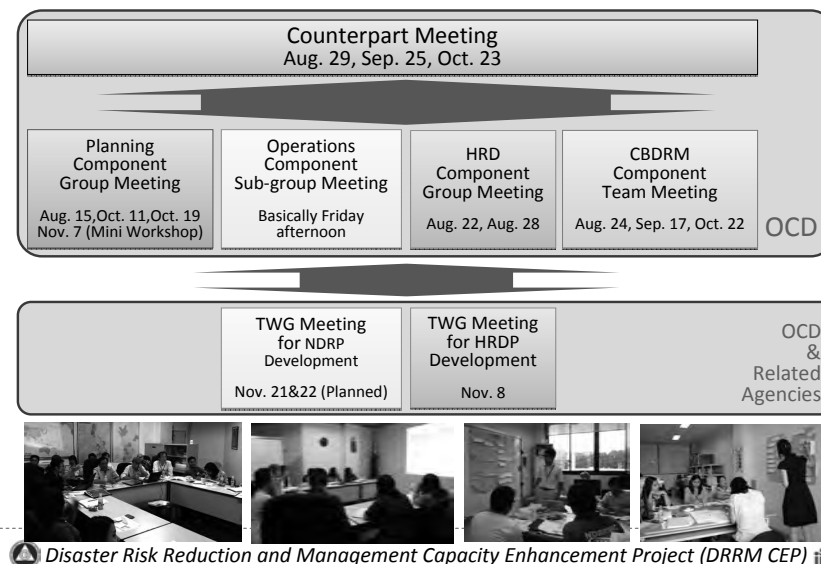 Counterpart Meeting
Aug. 29, Sep. 25, Oct. 23
Planning
Component
Group Meeting
Aug. 15,Oct. 11,Oct. 19
Nov. 7 (Mini Workshop)
Operations
Component
Sub-group Meeting
Basically Friday
afternoon
HRD
Component
Group Meeting
Aug. 22, Aug. 28
CBDRM
Component
Team Meeting
Aug. 24, Sep. 17, Oct. 22
OCD
TWG Meeting
for NDRP
Development
Nov. 21&22 (Planned)
TWG Meeting
for HRDP
Development
Nov. 8
OCD
&
Related
Agencies
Disaster Risk Reduction and Management Capacity Enhancement Project (DRRM CEP)